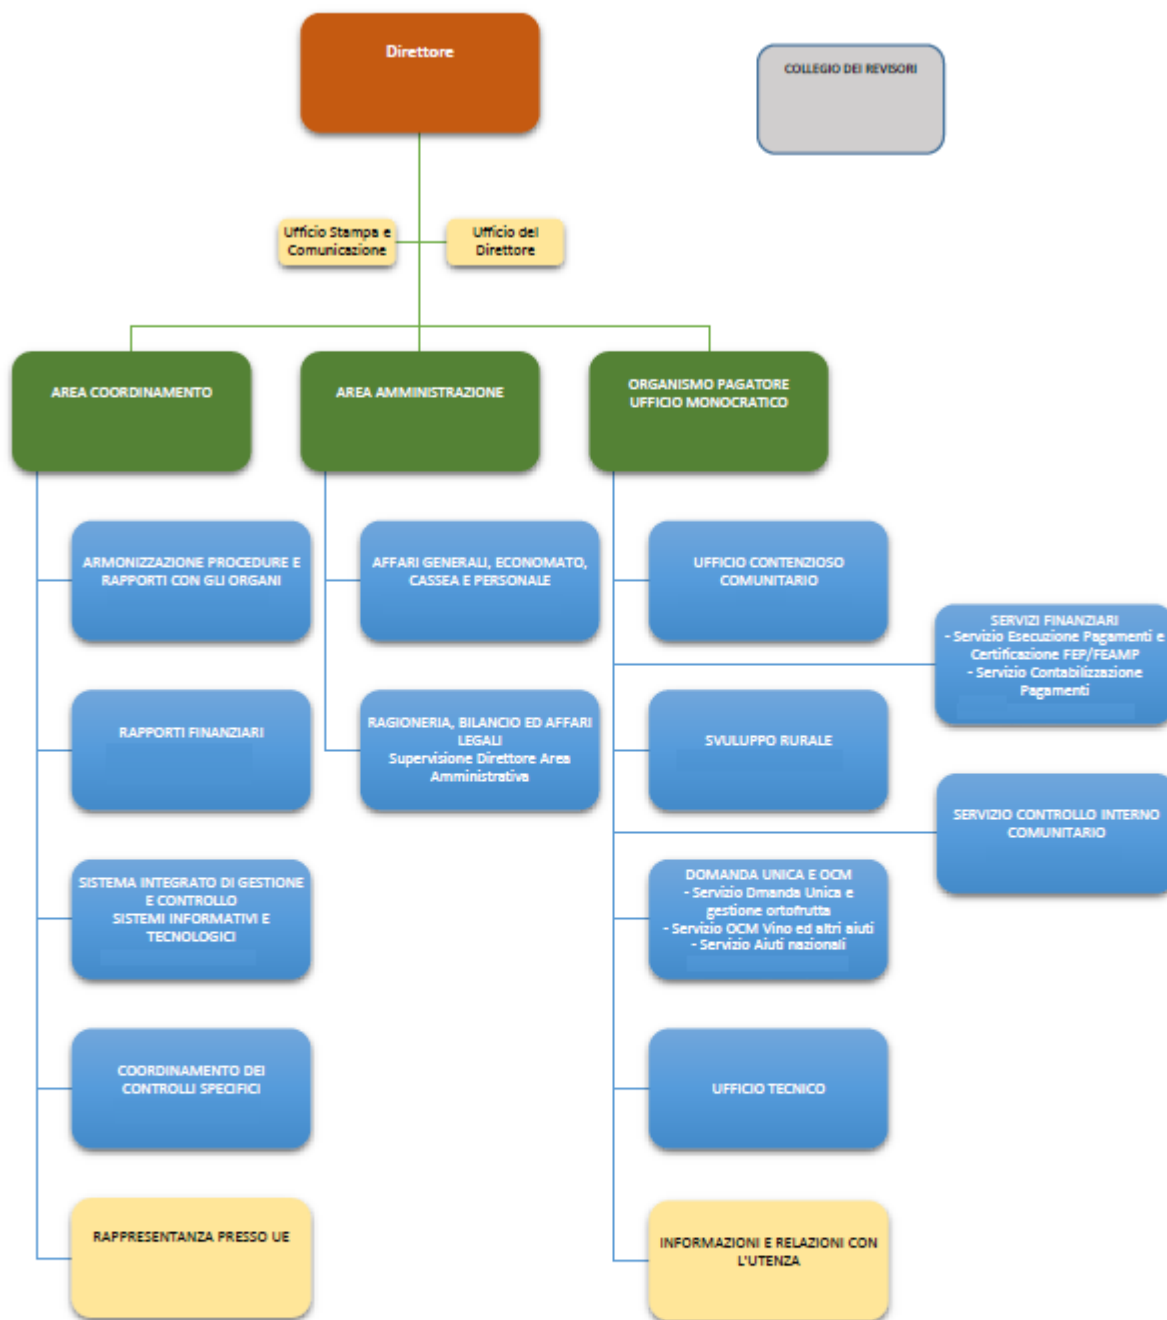 Direttore
COLLEGIO DEI REVISORI
Ufficio Stampa e
Comunicazione
Ufficio del
Direttore
AREA COORDINAMENTO
AREA AMMINISTRAZIONE
ORGANISMO PAGATORE
UFFICIO MONOCRATICO
ARMONIZZAZIONE PROCEDURE E
RAPPORTI CON GLI ORGANI
AFFARI GENERALI, ECONOMATO,
CASSEA E PERSONALE
UFFICIO CONTENZIOSO
COMUNITARIO
SERVIZI FINANZIARI
- Servizio Esecuzione Pagamenti e
Certificazione FEP/FEAMP
- Servizio Contabilizzazione
Pagamenti
RAPPORTI FINANZIARI
RAGIONERIA, BILANCIO ED AFFARI
LEGALI
Supervisione Direttore Area
Amministrativa
SVULUPPO RURALE
SERVIZIO CONTROLLO INTERNO
COMUNITARIO
SISTEMA INTEGRATO DI GESTIONE
E CONTROLLO
SISTEMI INFORMATIVI E
TECNOLOGICI
DOMANDA UNICA E OCM
- Servizio Dmanda Unica e
gestione ortofrutta
- Servizio OCM Vino ed altri aiuti
- Servizio Aiuti nazionali
COORDINAMENTO DEI
CONTROLLI SPECIFICI
UFFICIO TECNICO
RAPPRESENTANZA PRESSO UE
INFORMAZIONI E RELAZIONI CON
L'UTENZA